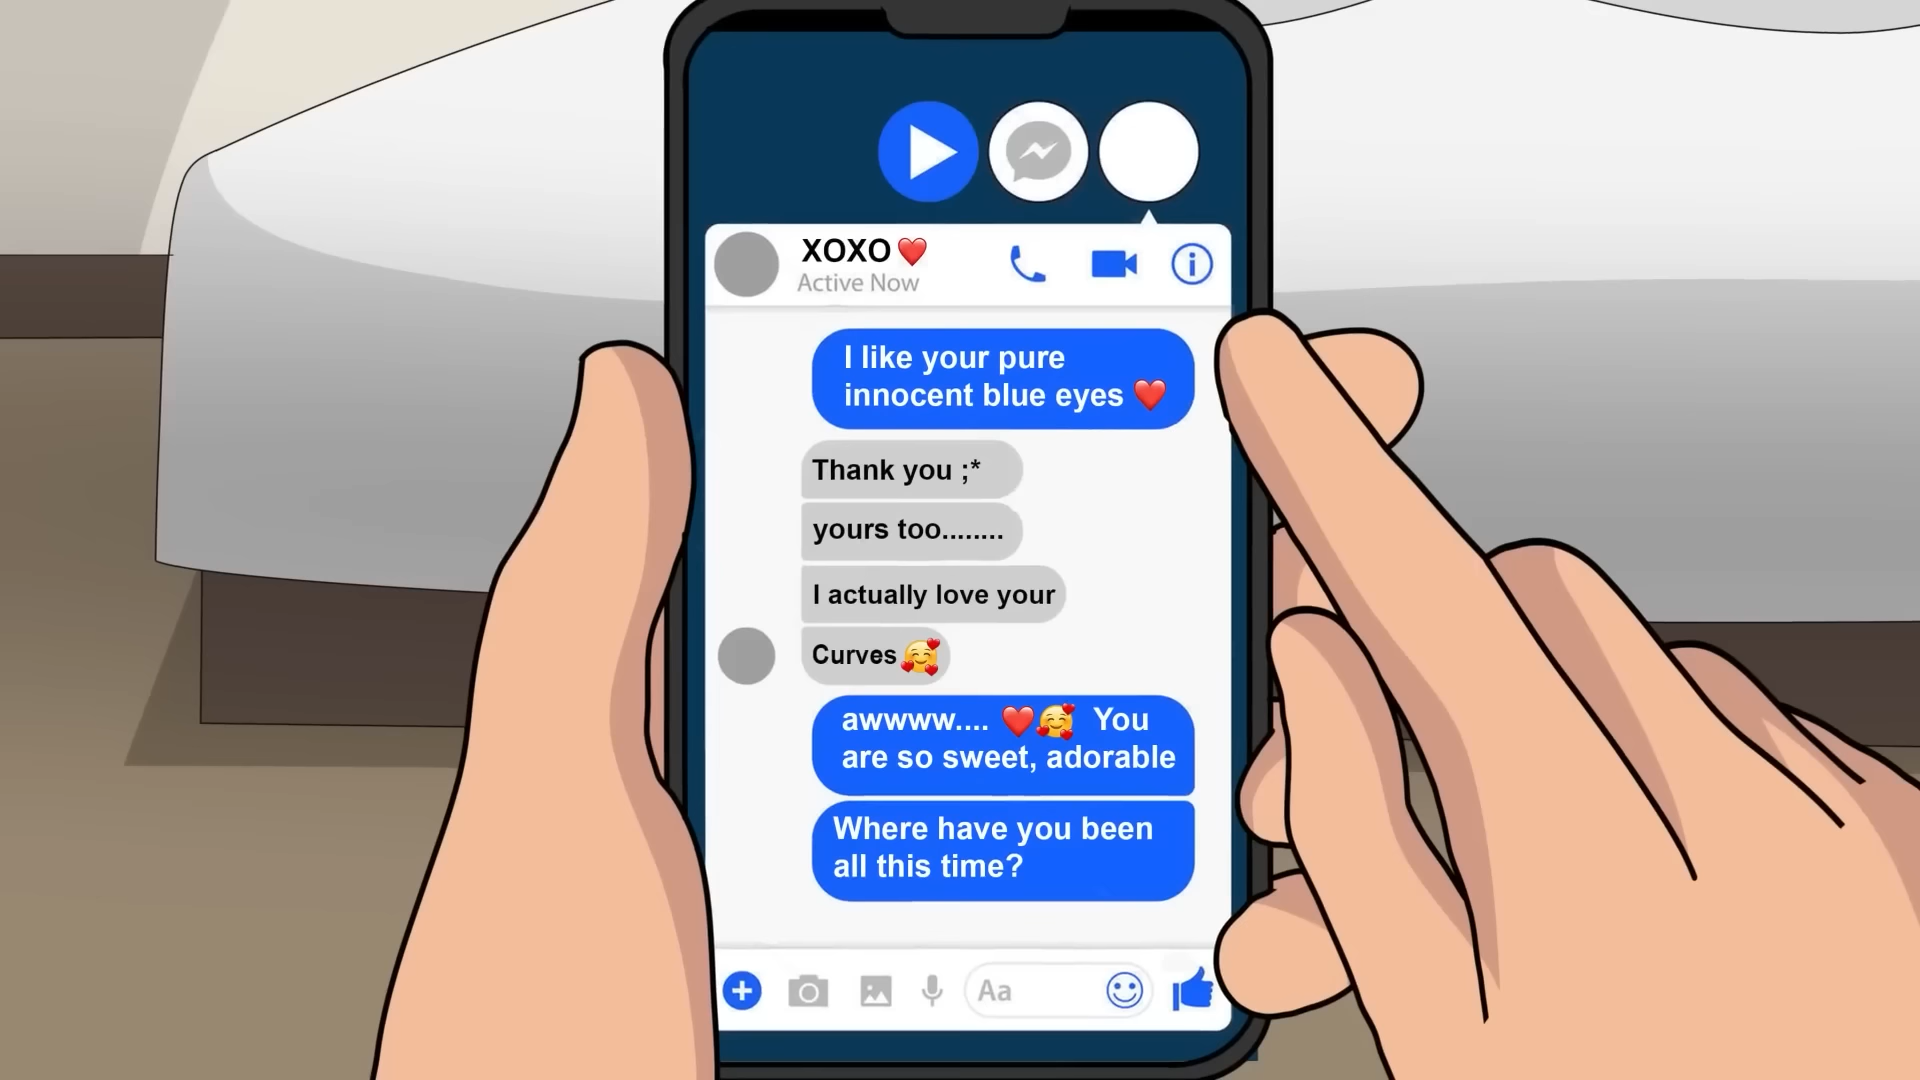 XOXO❤️
Active Now
I like your pure
innocent blue eyes ❤️
Thank you ;*
yours too........
I actually love your
Curves🥰
awwww.... ❤️🥰 You
are so sweet, adorable
Where have you been
all this time?
Aa